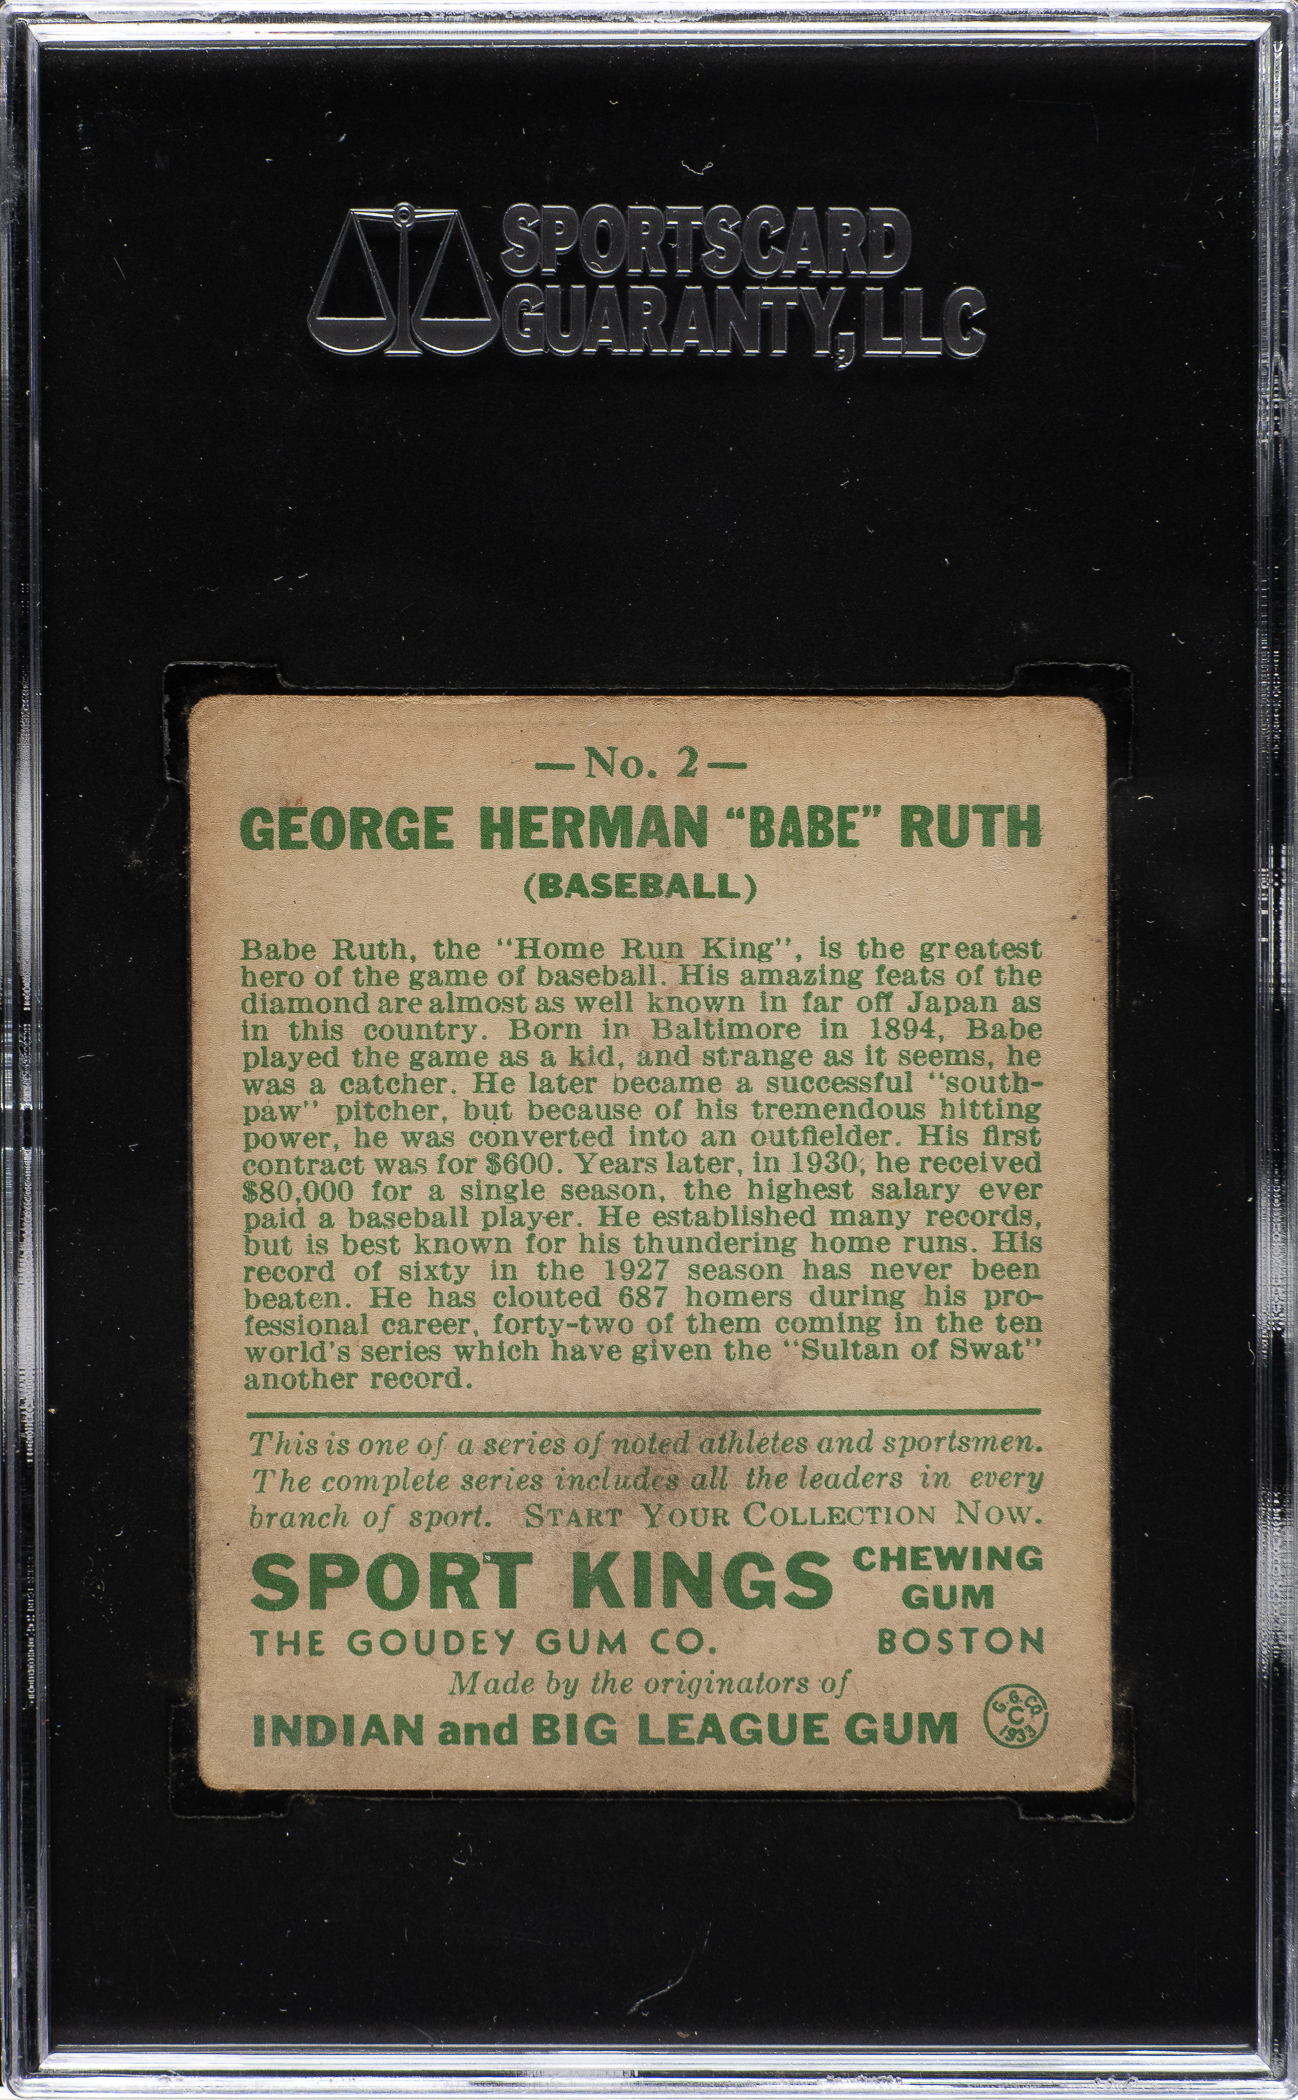 SPORTSCARD
GUARANTY, LLC
—No. 2—
GEORGE HERMAN "BABE" RUTH
(BASEBALL)
Babe Ruth, the "Home Run King", is the greatest
hero of the game of baseball. His amazing feats of the
diamond are almost as well known in far off Japan as
in this country. Born in Baltimore in 1894, Babe
played the game as a kid, and strange as it seems, he
was a catcher. He later became a successful "south-
paw" pitcher, but because of his tremendous hitting
power, he was converted into an outfielder. His first
contract was for $600. Years later, in 1930, he received
$80,000 for a single season, the highest salary ever
paid a baseball player. He established many records,
but is best known for his thundering home runs. His
record of sixty in the 1927 season has never been
beaten. He has clouted 687 homers during his pro-
fessional career, forty-two of them coming in the ten
world's series which have given the "Sultan of Swat"
another record.
This is one of a series of noted athletes and sportsmen.
The complete series includes all the leaders in every
branch of sport. START YOUR COLLECTION NOW.
SPORT KINGS CHEWING GUM
THE GOUDEY GUM CO. BOSTON
Made by the originators of
INDIAN and BIG LEAGUE GUM
G. G. CO.
C
1933